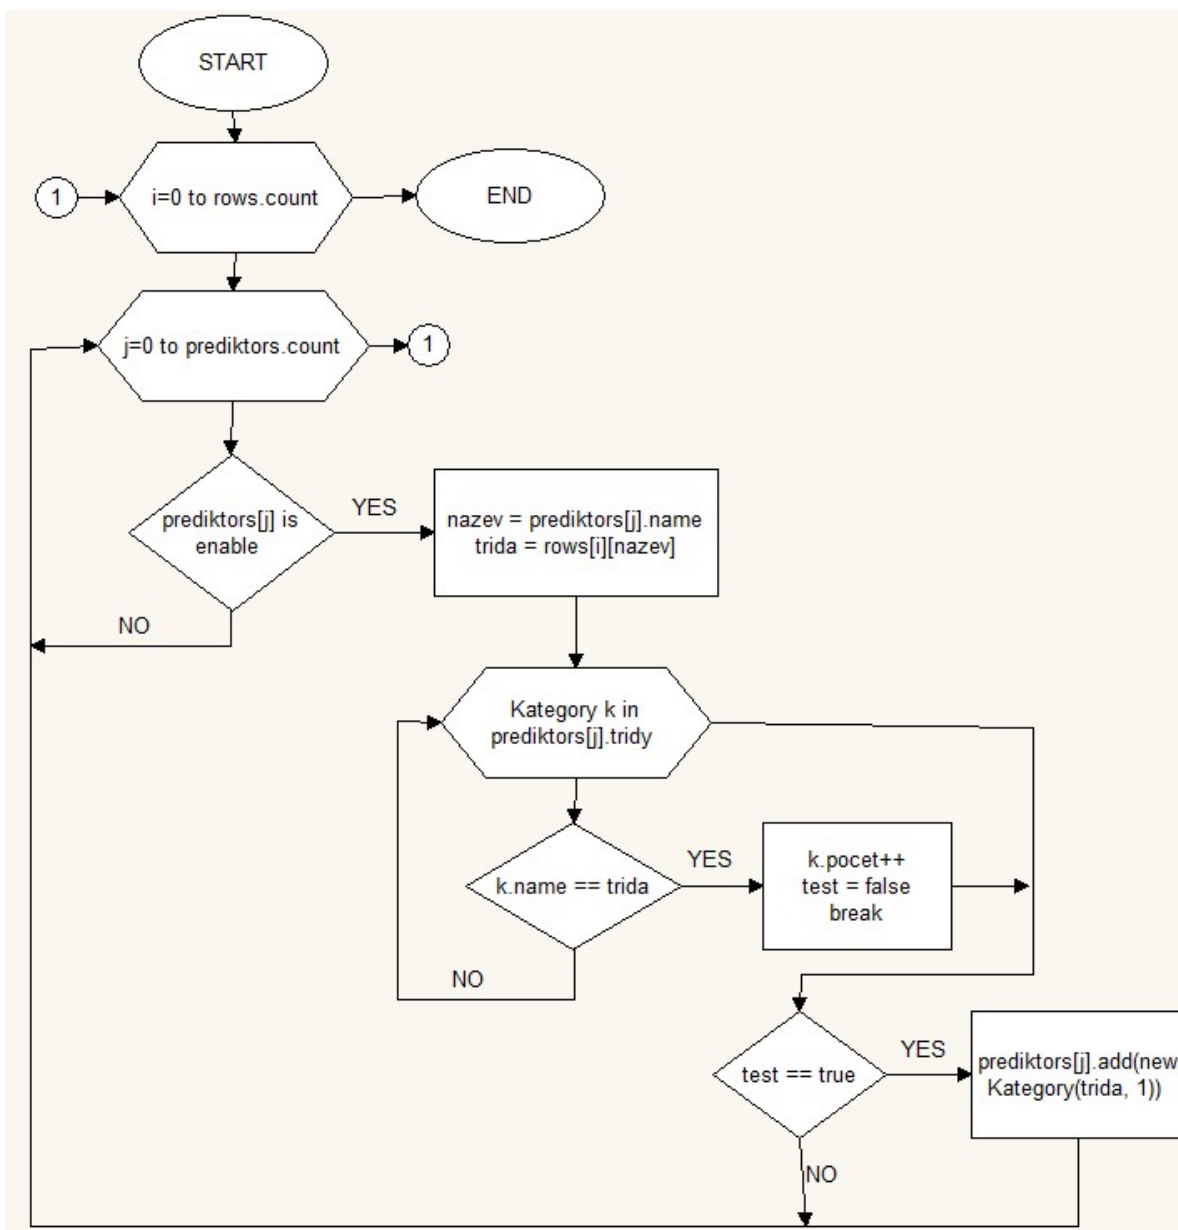 START
1
i=0 to rows.count
END
j=0 to prediktors.count
1
prediktors[j] is
enable
YES
nazev = prediktors[j].name
trida = rows[i][nazev]
NO
Kategory k in
prediktors[j].tridy
k.name == trida
YES
k.pocet++
test = false
break
NO
test == true
YES
prediktors[j].add(new
Kategory(trida, 1))
NO